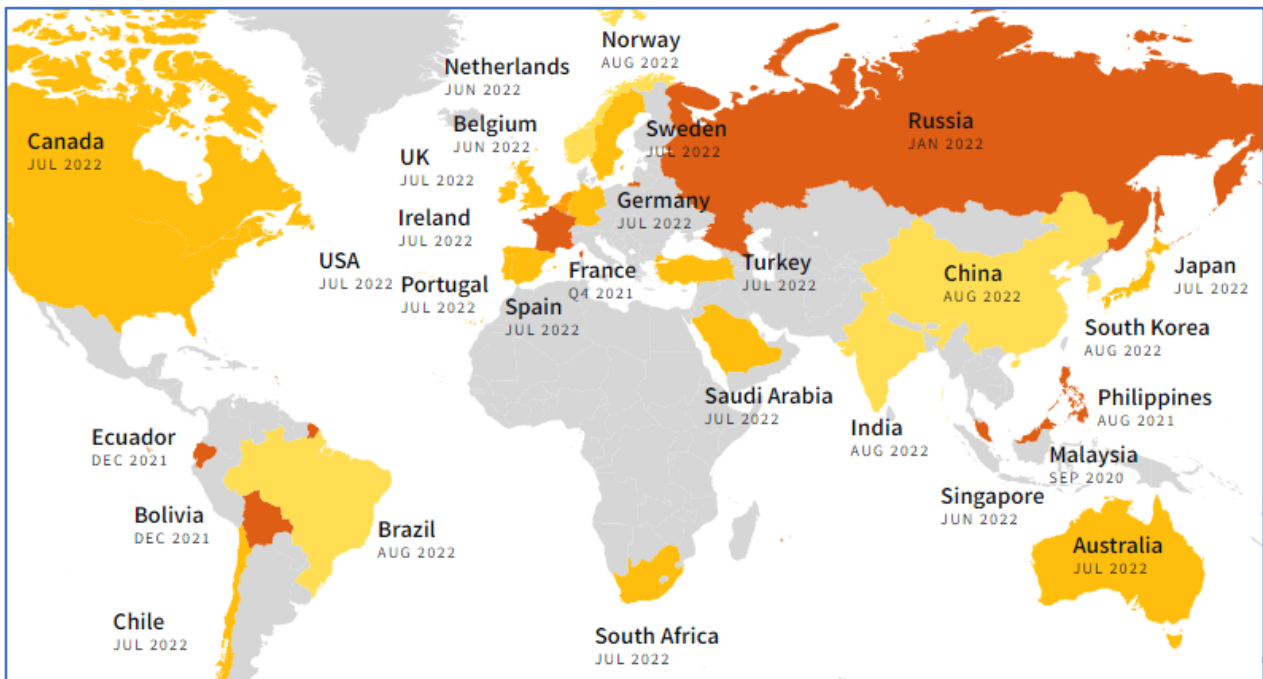 Norway
AUG 2022
Netherlands
JUN 2022
Belgium
JUN 2022
Sweden
JUL 2022
Russia
JAN 2022
Canada
JUL 2022
UK
JUL 2022
Germany
JUL 2022
Ireland
JUL 2022
USA
JUL 2022
Portugal
JUL 2022
France
Q4 2021
Turkey
JUL 2022
China
AUG 2022
Japan
JUL 2022
Spain
JUL 2022
South Korea
AUG 2022
Saudi Arabia
JUL 2022
Philippines
AUG 2021
India
AUG 2022
Ecuador
DEC 2021
Malaysia
SEP 2020
Singapore
JUN 2022
Bolivia
DEC 2021
Brazil
AUG 2022
Australia
JUL 2022
Chile
JUL 2022
South Africa
JUL 2022